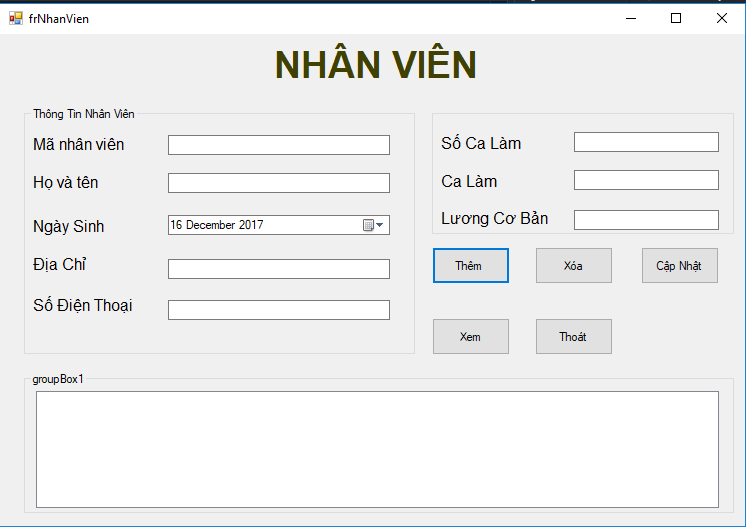 frNhanVien
NHÂN VIÊN
Thông Tin Nhân Viên
Mã nhân viên
Họ và tên
Ngày Sinh
16 December 2017
Địa Chỉ
Số Điện Thoại
Số Ca Làm
Ca Làm
Lương Cơ Bản
Thêm
Xóa
Cập Nhật
Xem
Thoát
groupBox1